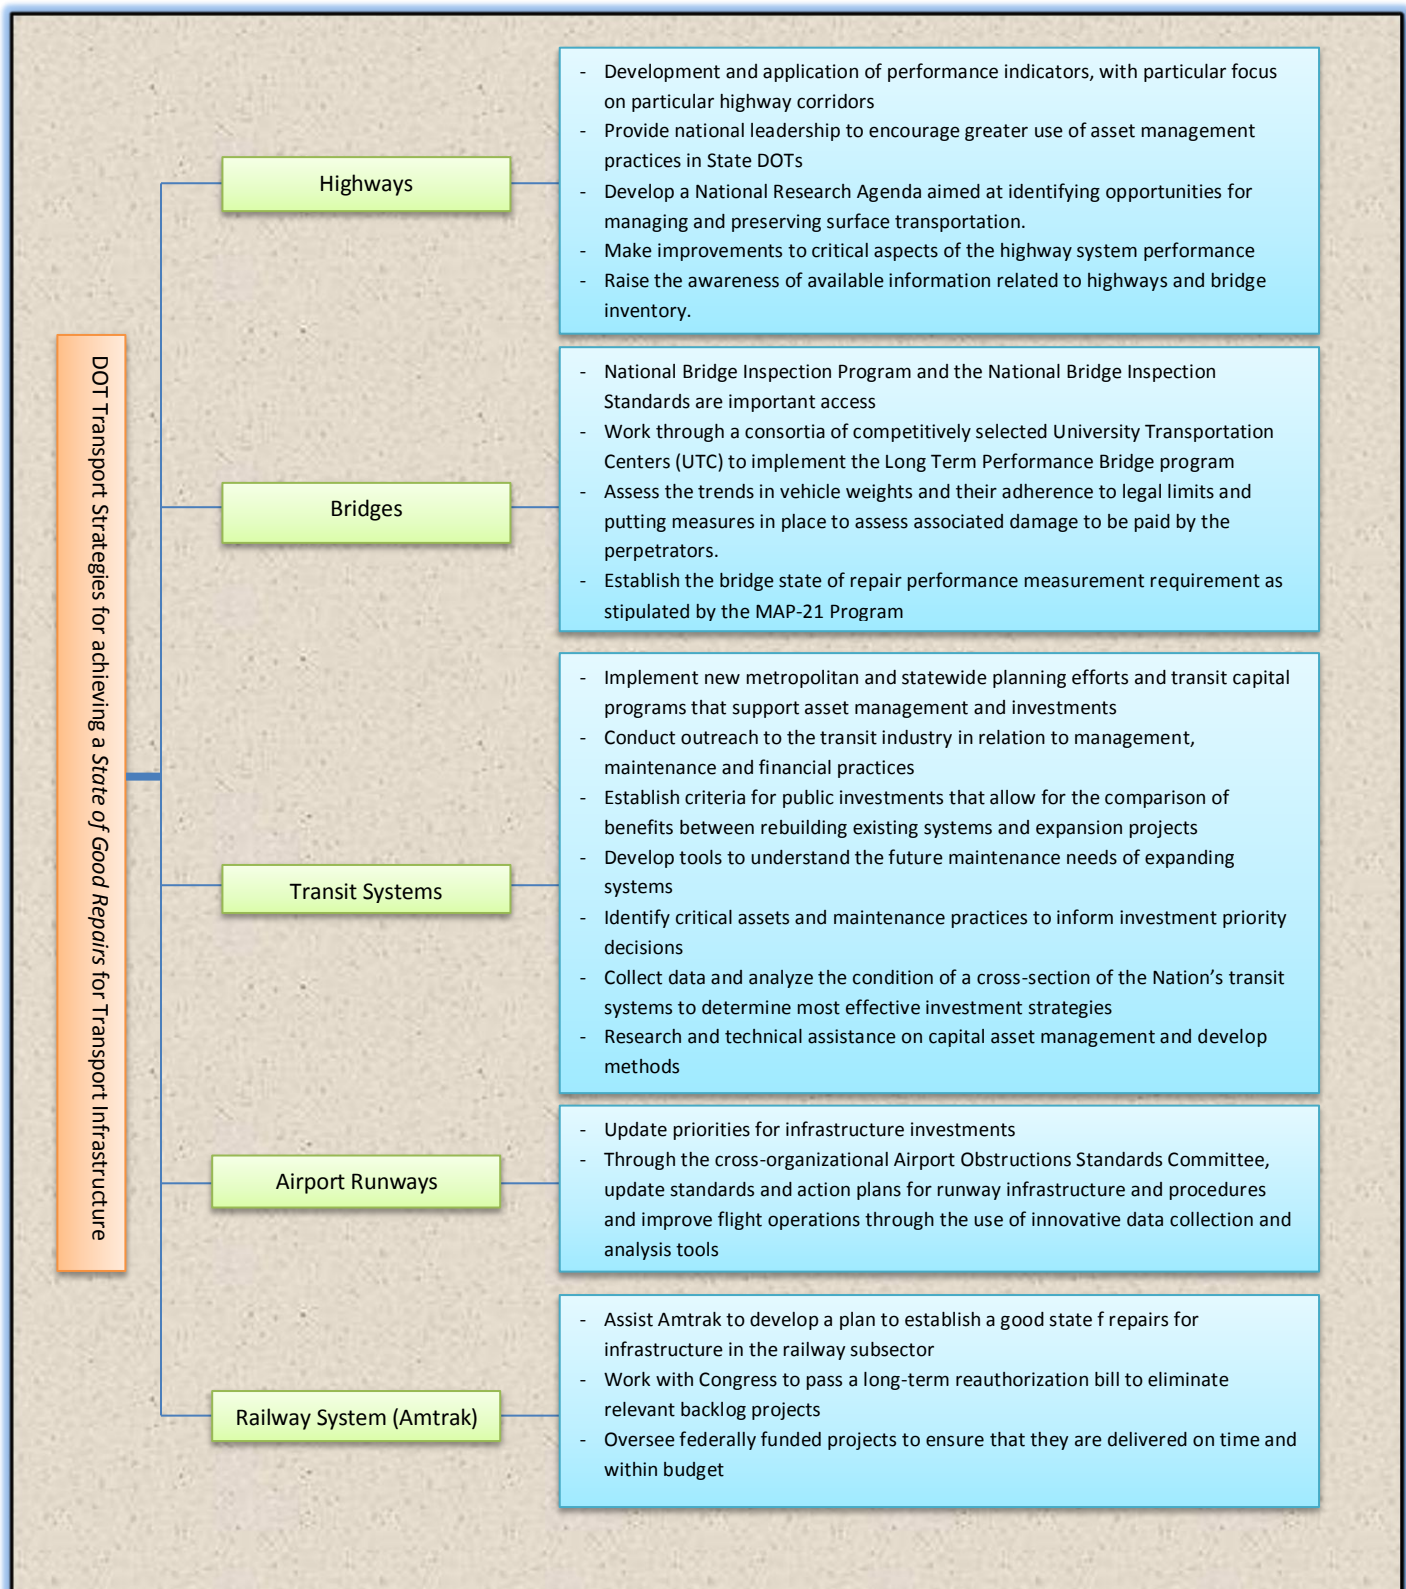 DOT Transport Strategies for achieving a State of Good Repairs for Transport Infrastructure
Highways
- Development and application of performance indicators, with particular focus
on particular highway corridors
- Provide national leadership to encourage greater use of asset management
practices in State DOTs
- Develop a National Research Agenda aimed at identifying opportunities for
managing and preserving surface transportation.
- Make improvements to critical aspects of the highway system performance
- Raise the awareness of available information related to highways and bridge
inventory.
Bridges
- National Bridge Inspection Program and the National Bridge Inspection
Standards are important access
- Work through a consortia of competitively selected University Transportation
Centers (UTC) to implement the Long Term Performance Bridge program
- Assess the trends in vehicle weights and their adherence to legal limits and
putting measures in place to assess associated damage to be paid by the
perpetrators.
- Establish the bridge state of repair performance measurement requirement as
stipulated by the MAP-21 Program
Transit Systems
- Implement new metropolitan and statewide planning efforts and transit capital
programs that support asset management and investments
- Conduct outreach to the transit industry in relation to management,
maintenance and financial practices
- Establish criteria for public investments that allow for the comparison of
benefits between rebuilding existing systems and expansion projects
- Develop tools to understand the future maintenance needs of expanding
systems
- Identify critical assets and maintenance practices to inform investment priority
decisions
- Collect data and analyze the condition of a cross-section of the Nation’s transit
systems to determine most effective investment strategies
- Research and technical assistance on capital asset management and develop
methods
Airport Runways
- Update priorities for infrastructure investments
- Through the cross-organizational Airport Obstructions Standards Committee,
update standards and action plans for runway infrastructure and procedures
and improve flight operations through the use of innovative data collection and
analysis tools
Railway System (Amtrak)
- Assist Amtrak to develop a plan to establish a good state f repairs for
infrastructure in the railway subsector
- Work with Congress to pass a long-term reauthorization bill to eliminate
relevant backlog projects
- Oversee federally funded projects to ensure that they are delivered on time and
within budget